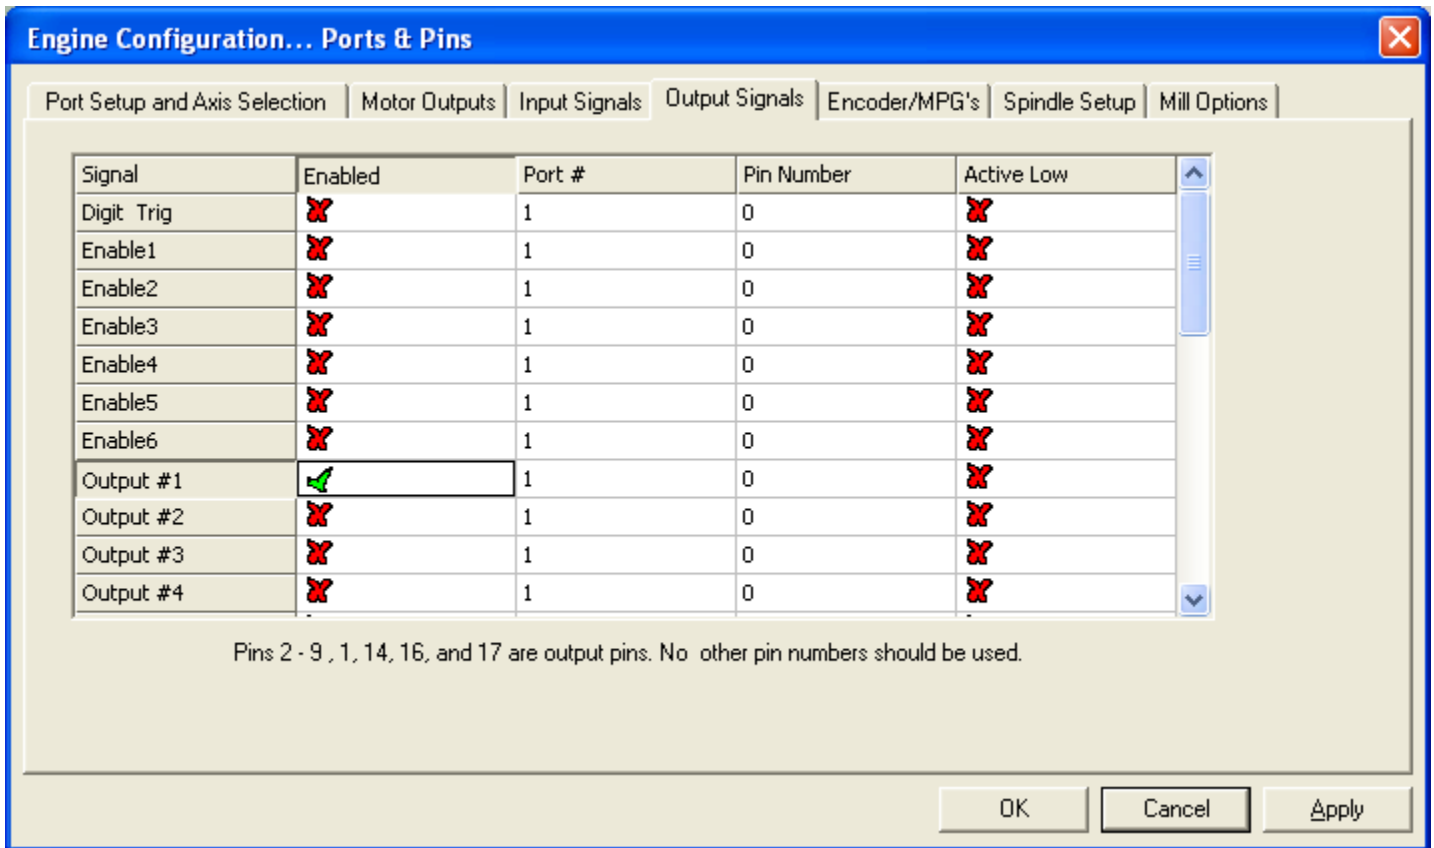 Engine Configuration... Ports & Pins
Port Setup and Axis Selection Motor Outputs Input Signals Output Signals Encoder/MPG's Spindle Setup Mill Options
Signal Enabled Port # Pin Number Active Low
Digit Trig 1 0
Enable1 1 0
Enable2 1 0
Enable3 1 0
Enable4 1 0
Enable5 1 0
Enable6 1 0
Output #1 1 0
Output #2 1 0
Output #3 1 0
Output #4 1 0
Pins 2 - 9 , 1, 14, 16, and 17 are output pins. No other pin numbers should be used.
OK Cancel Apply